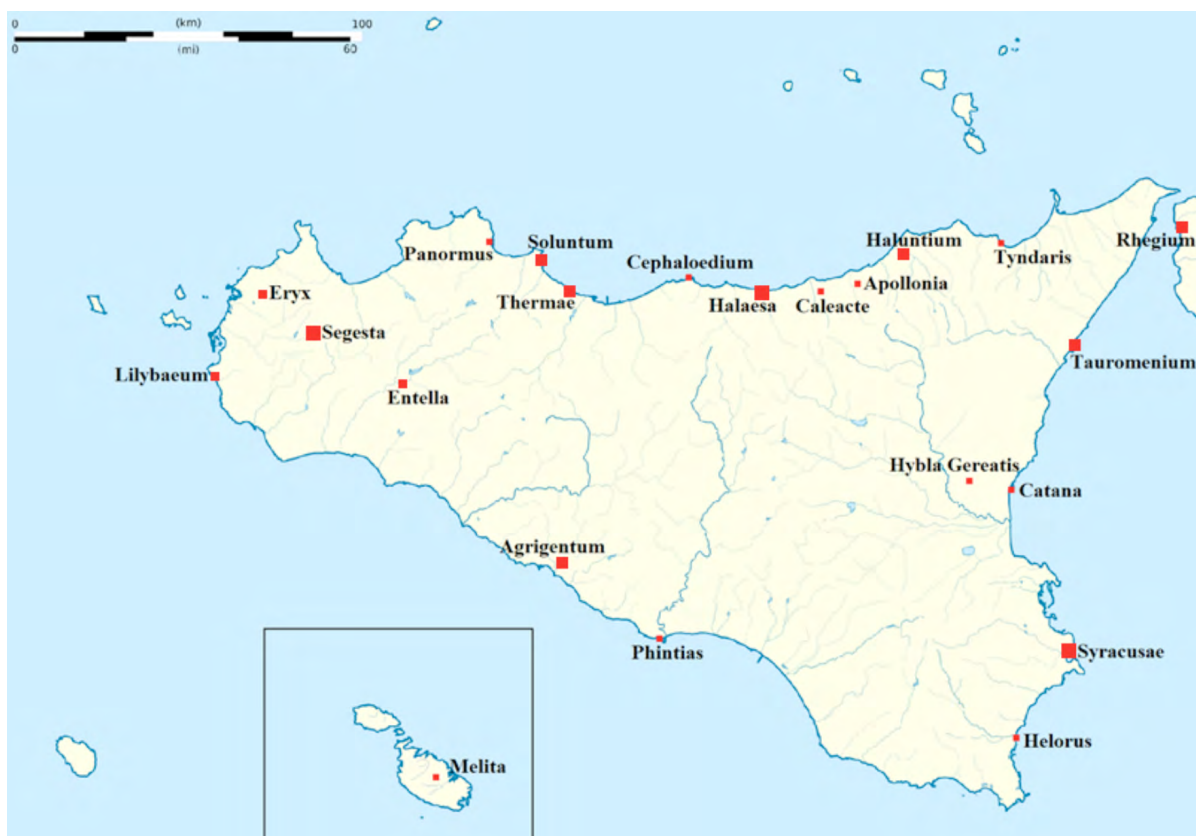 0 (km) 100
0 (mi) 60
Panormus
Soluntum
Cephaloedium
Haluntium
Tyndaris
Rhegium
Eryx
Thermae
Halaesa
Caleacte
Apollonia
Segesta
Tauromenium
Lilybaeum
Entella
Hybla Gereatis
Catana
Agrigentum
Phintias
Syracusae
Helorus
Melita